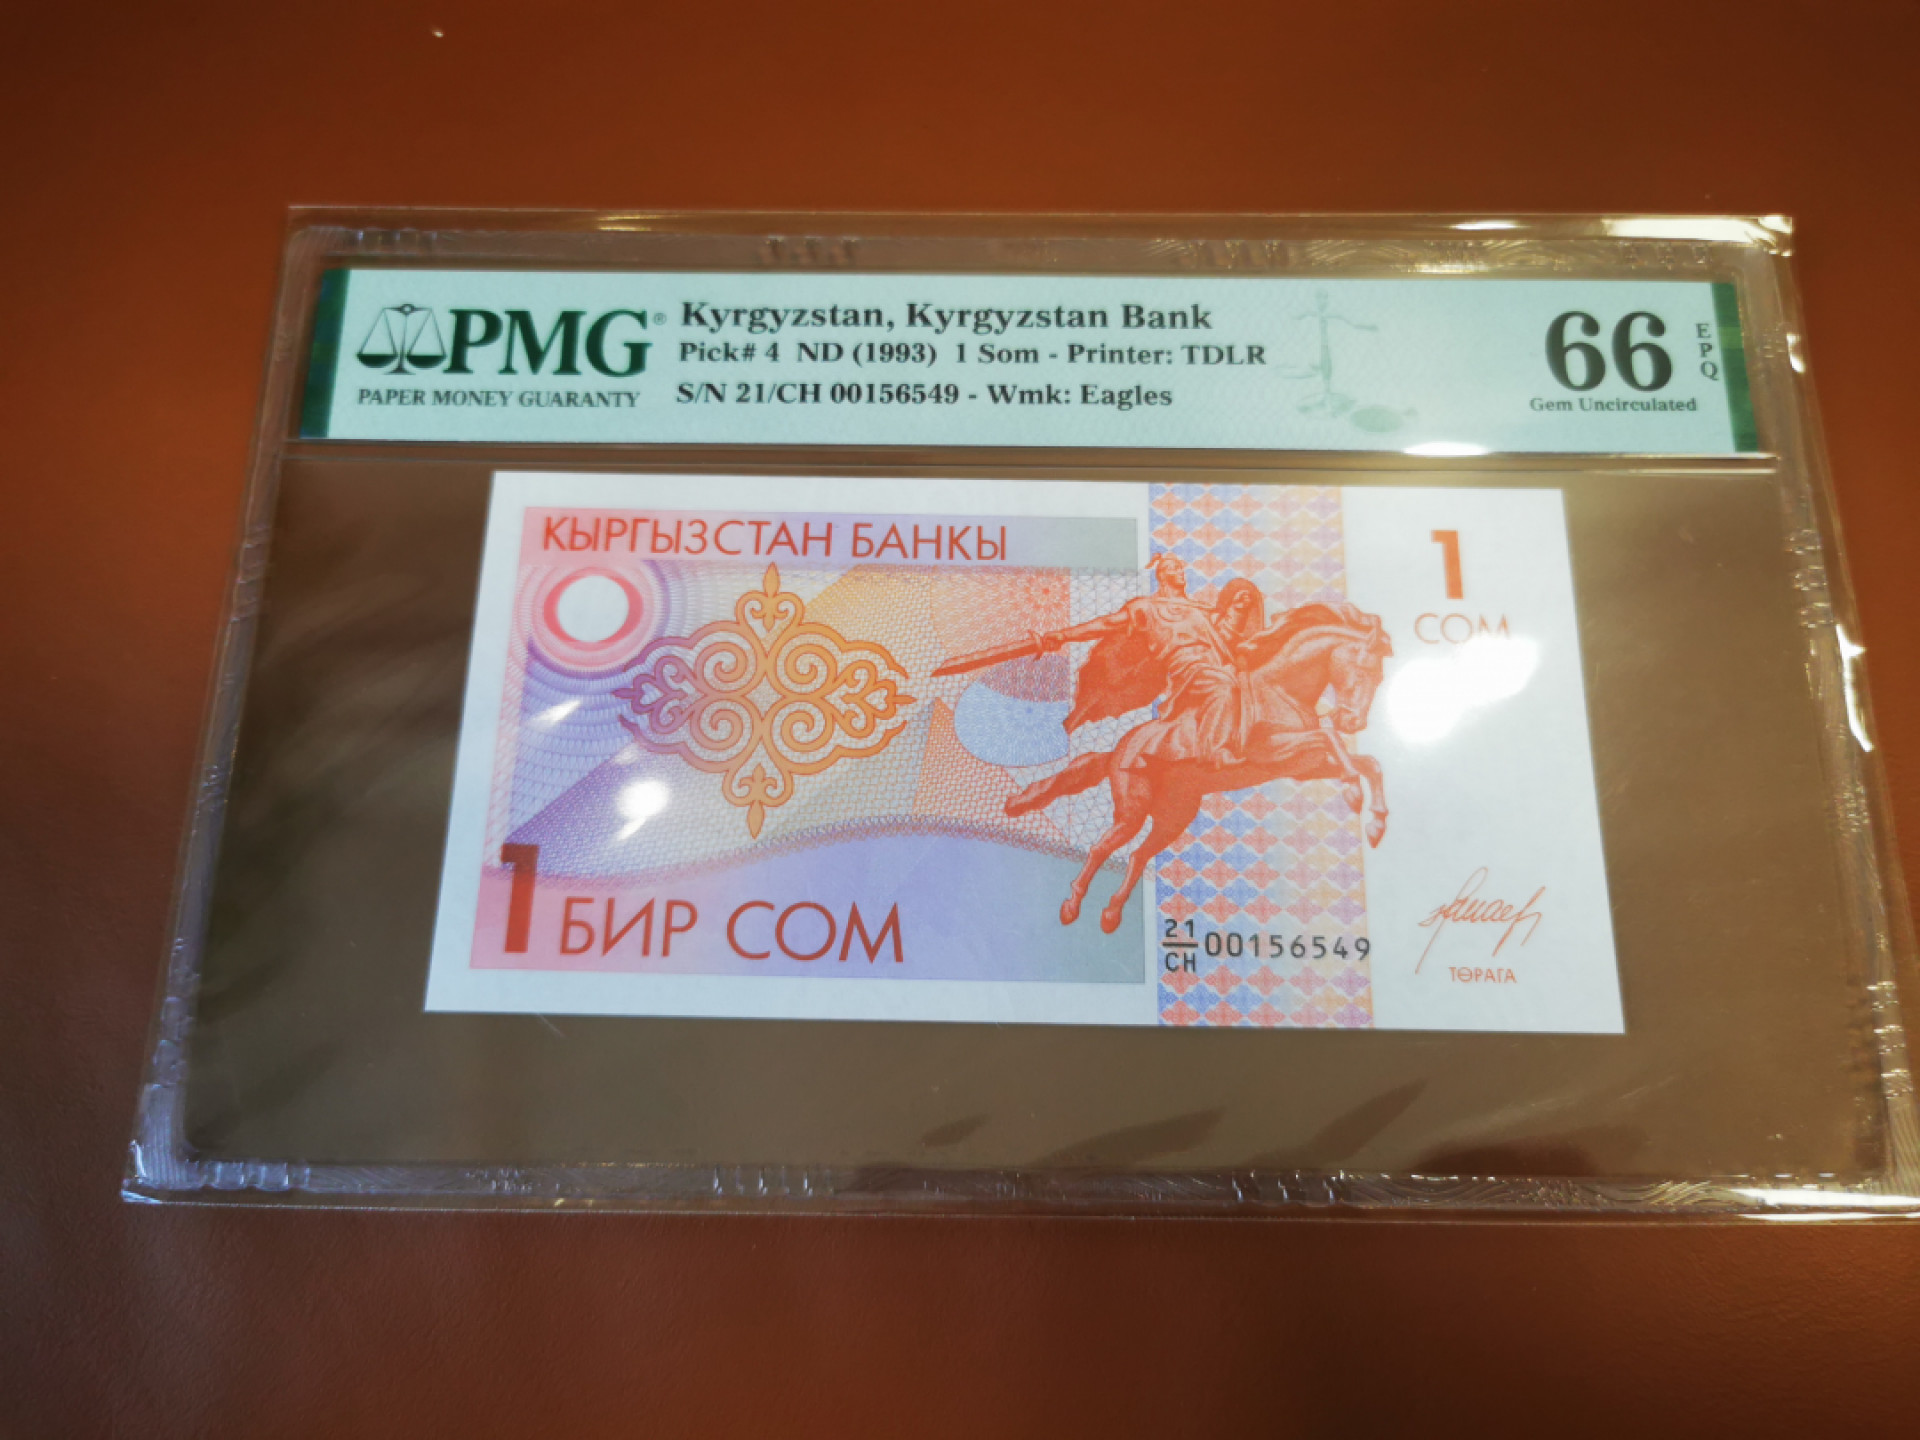 PMG®
PAPER MONEY GUARANTY
Kyrgyzstan, Kyrgyzstan Bank
Pick# 4 ND (1993) 1 Som - Printer: TDLR
S/N 21/CH 00156549 - Wmk: Eagles
66
EPQ
Gem Uncirculated
КЫРГЫЗСТАН БАНКЫ
1
СОМ
1 БИР СОМ
21/CH 00156549
ТӨРАГА